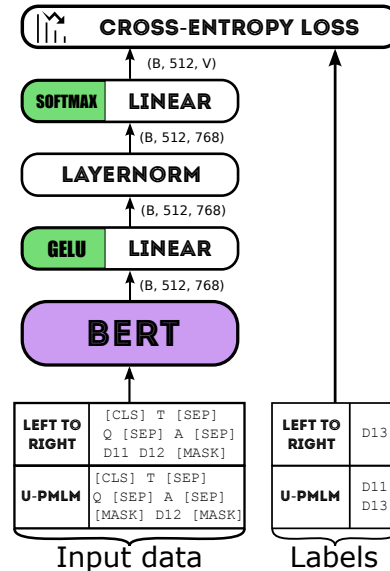 CROSS-ENTROPY LOSS
(B, 512, V)
SOFTMAX LINEAR
(B, 512, 768)
LAYERNORM
(B, 512, 768)
GELU LINEAR
(B, 512, 768)
BERT
LEFT TO
RIGHT
[CLS] T [SEP]
Q [SEP] A [SEP]
D11 D12 [MASK]
U-PMLM
[CLS] T [SEP]
Q [SEP] A [SEP]
[MASK] D12 [MASK]
Input data
LEFT TO
RIGHT
D13
U-PMLM
D11
D13
Labels